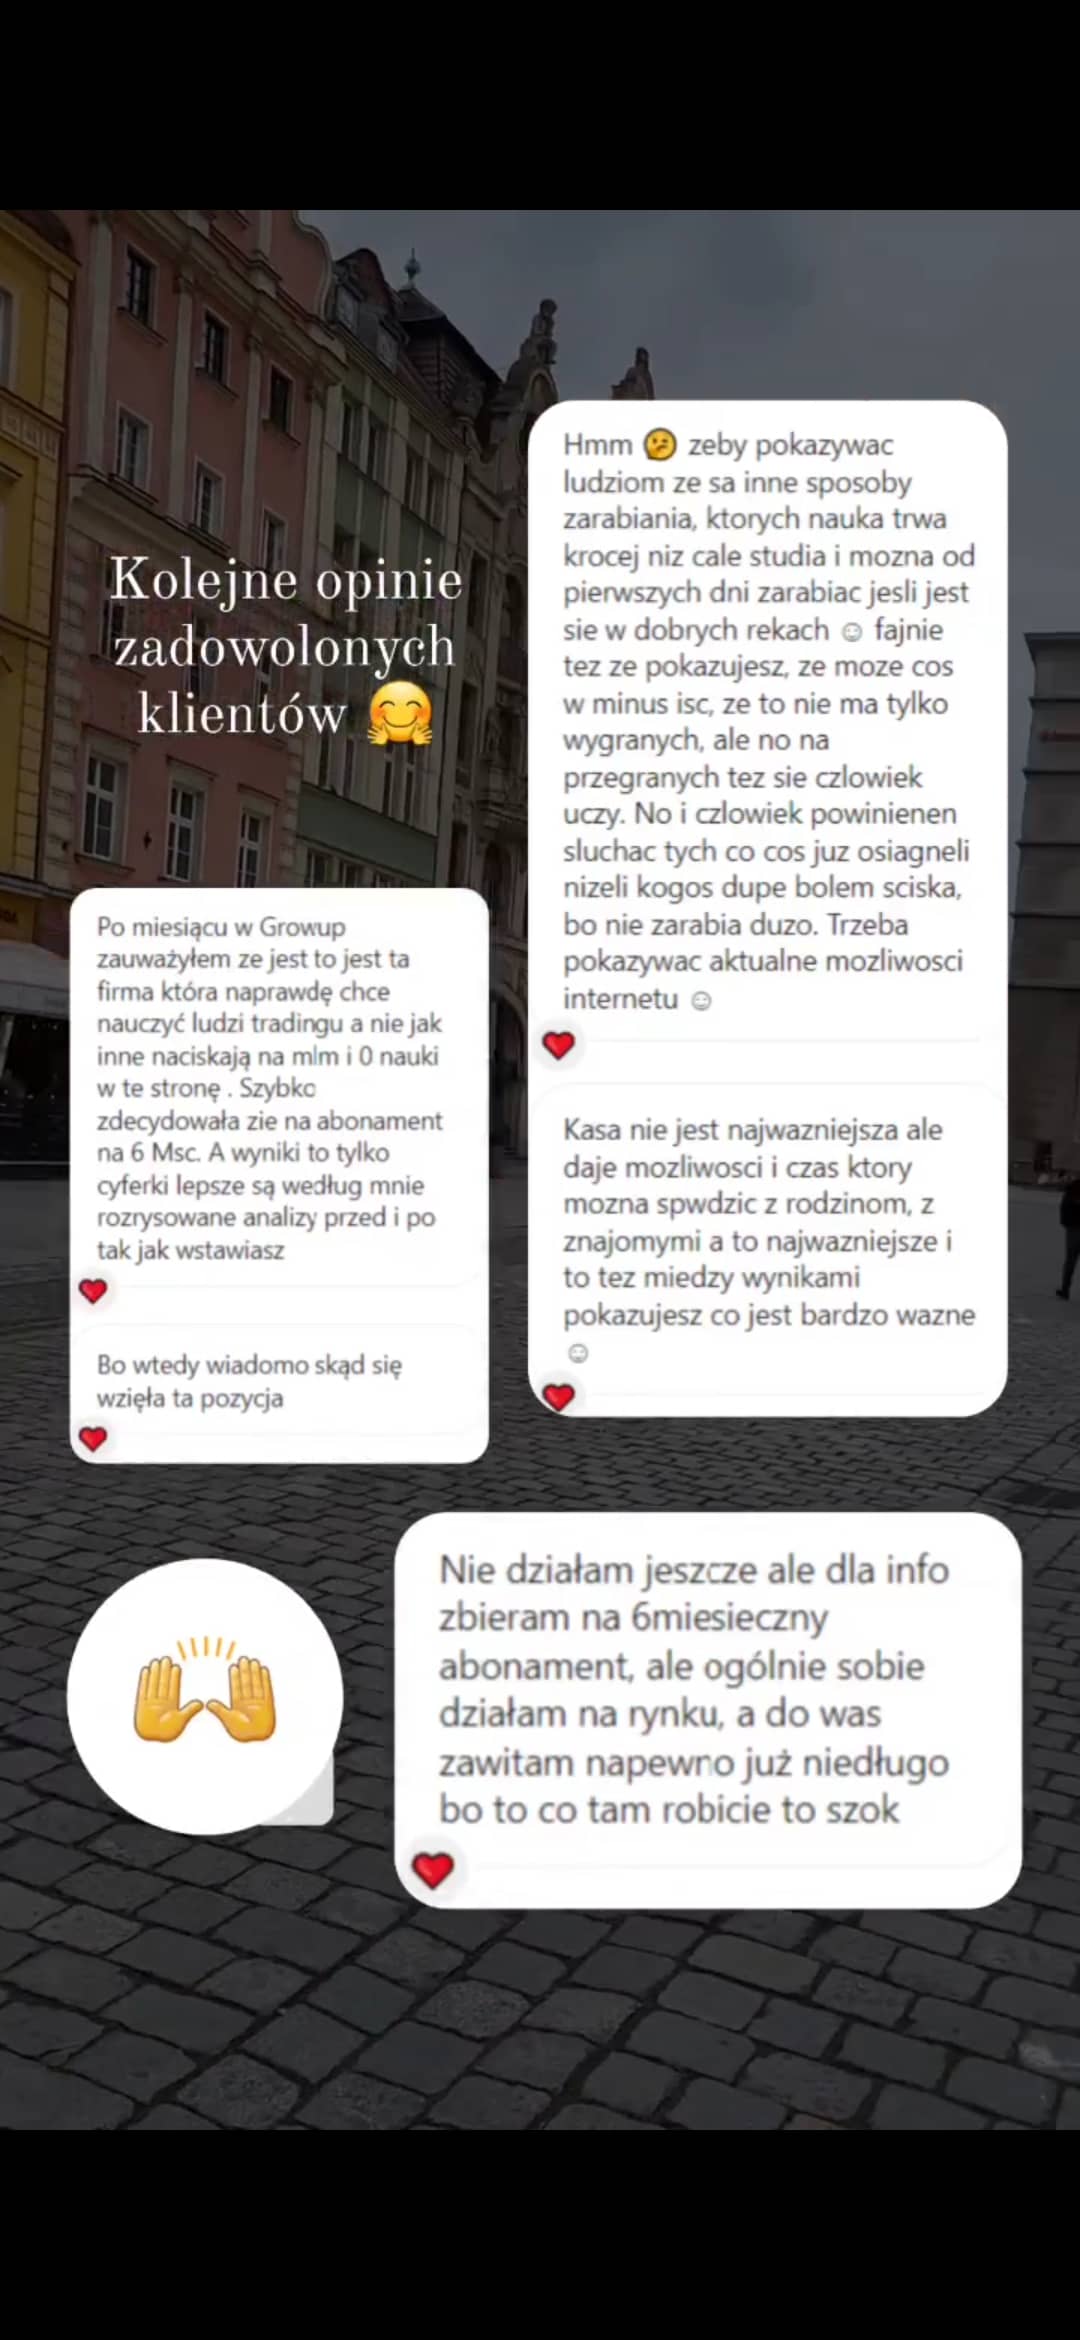 Kolejne opinie
zadowolonych
klientów 🤗
Hmm 🫤 zeby pokazywac
ludziom ze sa inne sposoby
zarabiania, ktorych nauka trwa
krocej niz cale studia i mozna od
pierwszych dni zarabiac jesli jest
sie w dobrych rekach ☺ fajnie
tez ze pokazujesz, ze moze cos
w minus isc, ze to nie ma tylko
wygranych, ale no na
przegranych tez sie czlowiek
uczy. No i czlowiek powinienen
sluchac tych co cos juz osiagneli
nizeli kogos dupe bolem sciska,
bo nie zarabia duzo. Trzeba
pokazywac aktualne mozliwosci
internetu ☺
Kasa nie jest najwazniejsza ale
daje mozliwosci i czas ktory
mozna spwdzic z rodzinom, z
znajomymi a to najwazniejsze i
to tez miedzy wynikami
pokazujesz co jest bardzo wazne
☺
Po miesiącu w Growup
zauważyłem ze jest to jest ta
firma która naprawdę chce
nauczyć ludzi tradingu a nie jak
inne naciskają na mlm i 0 nauki
w te stronę . Szybko
zdecydowała zie na abonament
na 6 Msc. A wyniki to tylko
cyferki lepsze są według mnie
rozrysowane analizy przed i po
tak jak wstawiasz
Bo wtedy wiadomo skąd się
wzięła ta pozycja
Nie działam jeszcze ale dla info
zbieram na 6miesieczny
abonament, ale ogólnie sobie
działam na rynku, a do was
zawitam napewno już niedługo
bo to co tam robicie to szok